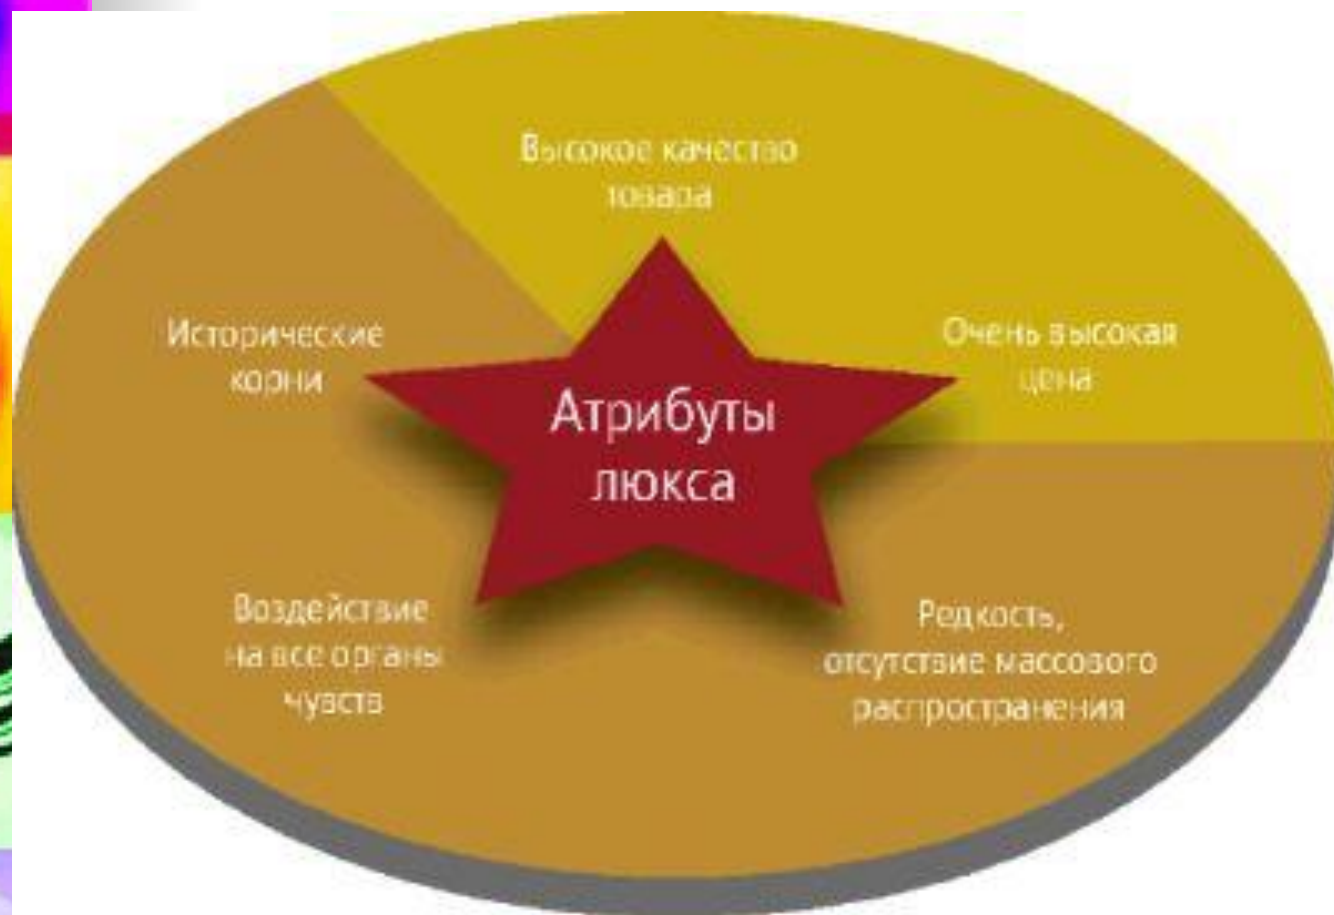 Высокое качество
товара
Исторические
корни
Очень высокая
цена
Атрибуты
люкса
Воздействие
на все органы
чувств
Редкость,
отсутствие массового
распространения